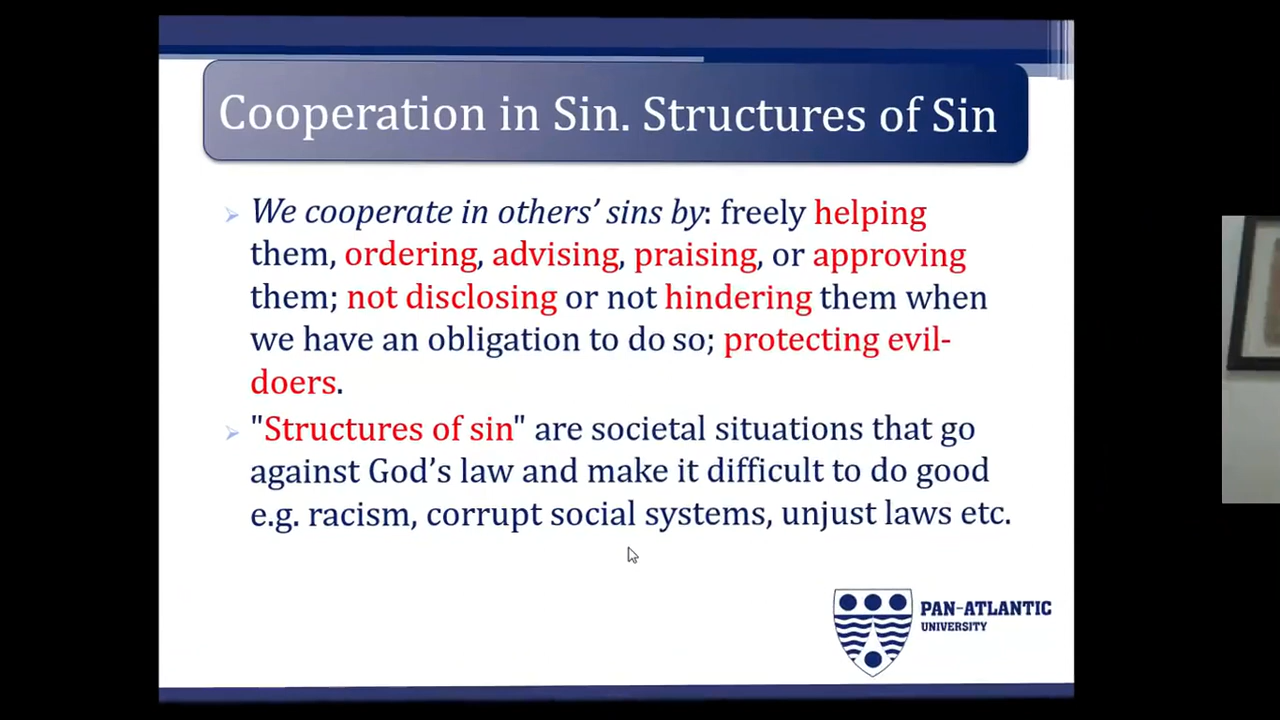 Cooperation in Sin. Structures of Sin
We cooperate in others’ sins by: freely helping
them, ordering, advising, praising, or approving
them; not disclosing or not hindering them when
we have an obligation to do so; protecting evil-
doers.
"Structures of sin" are societal situations that go
against God’s law and make it difficult to do good
e.g. racism, corrupt social systems, unjust laws etc.
PAN-ATLANTIC
UNIVERSITY